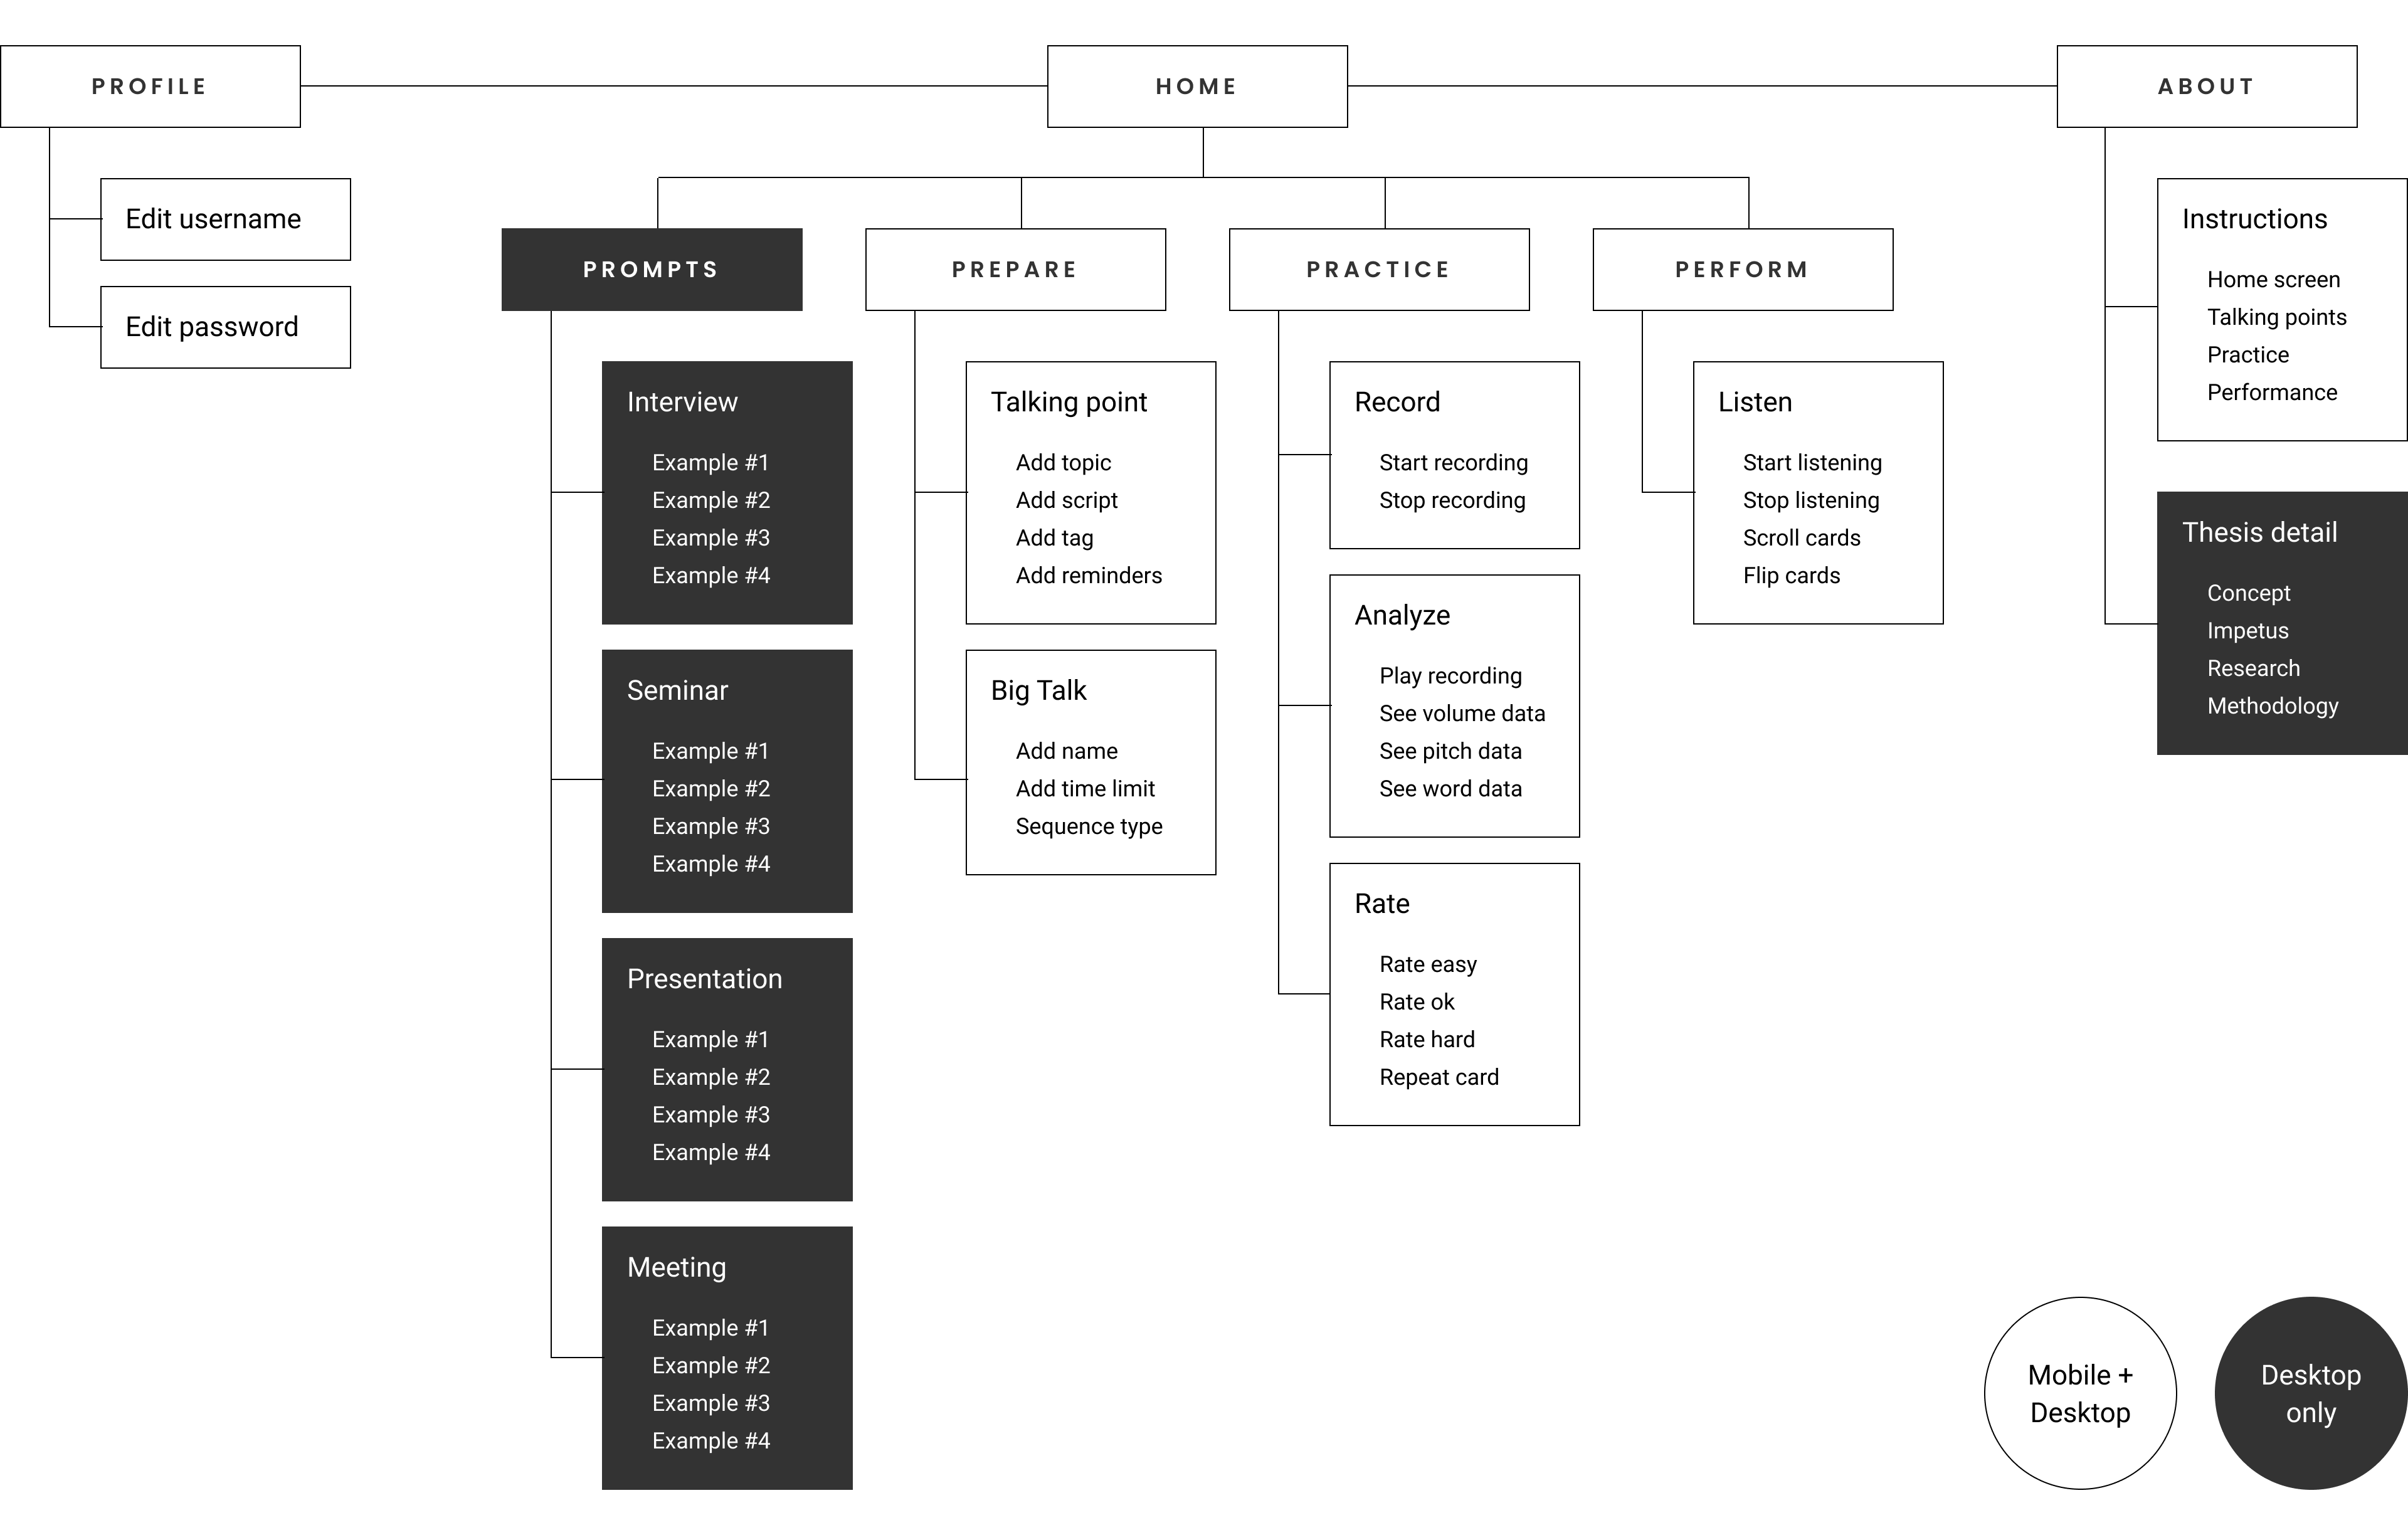 PROFILE
HOME
ABOUT
Edit username
Edit password
PROMPTS
Interview
Example #1
Example #2
Example #3
Example #4
Seminar
Example #1
Example #2
Example #3
Example #4
Presentation
Example #1
Example #2
Example #3
Example #4
Meeting
Example #1
Example #2
Example #3
Example #4
PREPARE
Talking point
Add topic
Add script
Add tag
Add reminders
Big Talk
Add name
Add time limit
Sequence type
PRACTICE
Record
Start recording
Stop recording
Analyze
Play recording
See volume data
See pitch data
See word data
Rate
Rate easy
Rate ok
Rate hard
Repeat card
PERFORM
Listen
Start listening
Stop listening
Scroll cards
Flip cards
Instructions
Home screen
Talking points
Practice
Performance
Thesis detail
Concept
Impetus
Research
Methodology
Mobile +
Desktop
Desktop
only